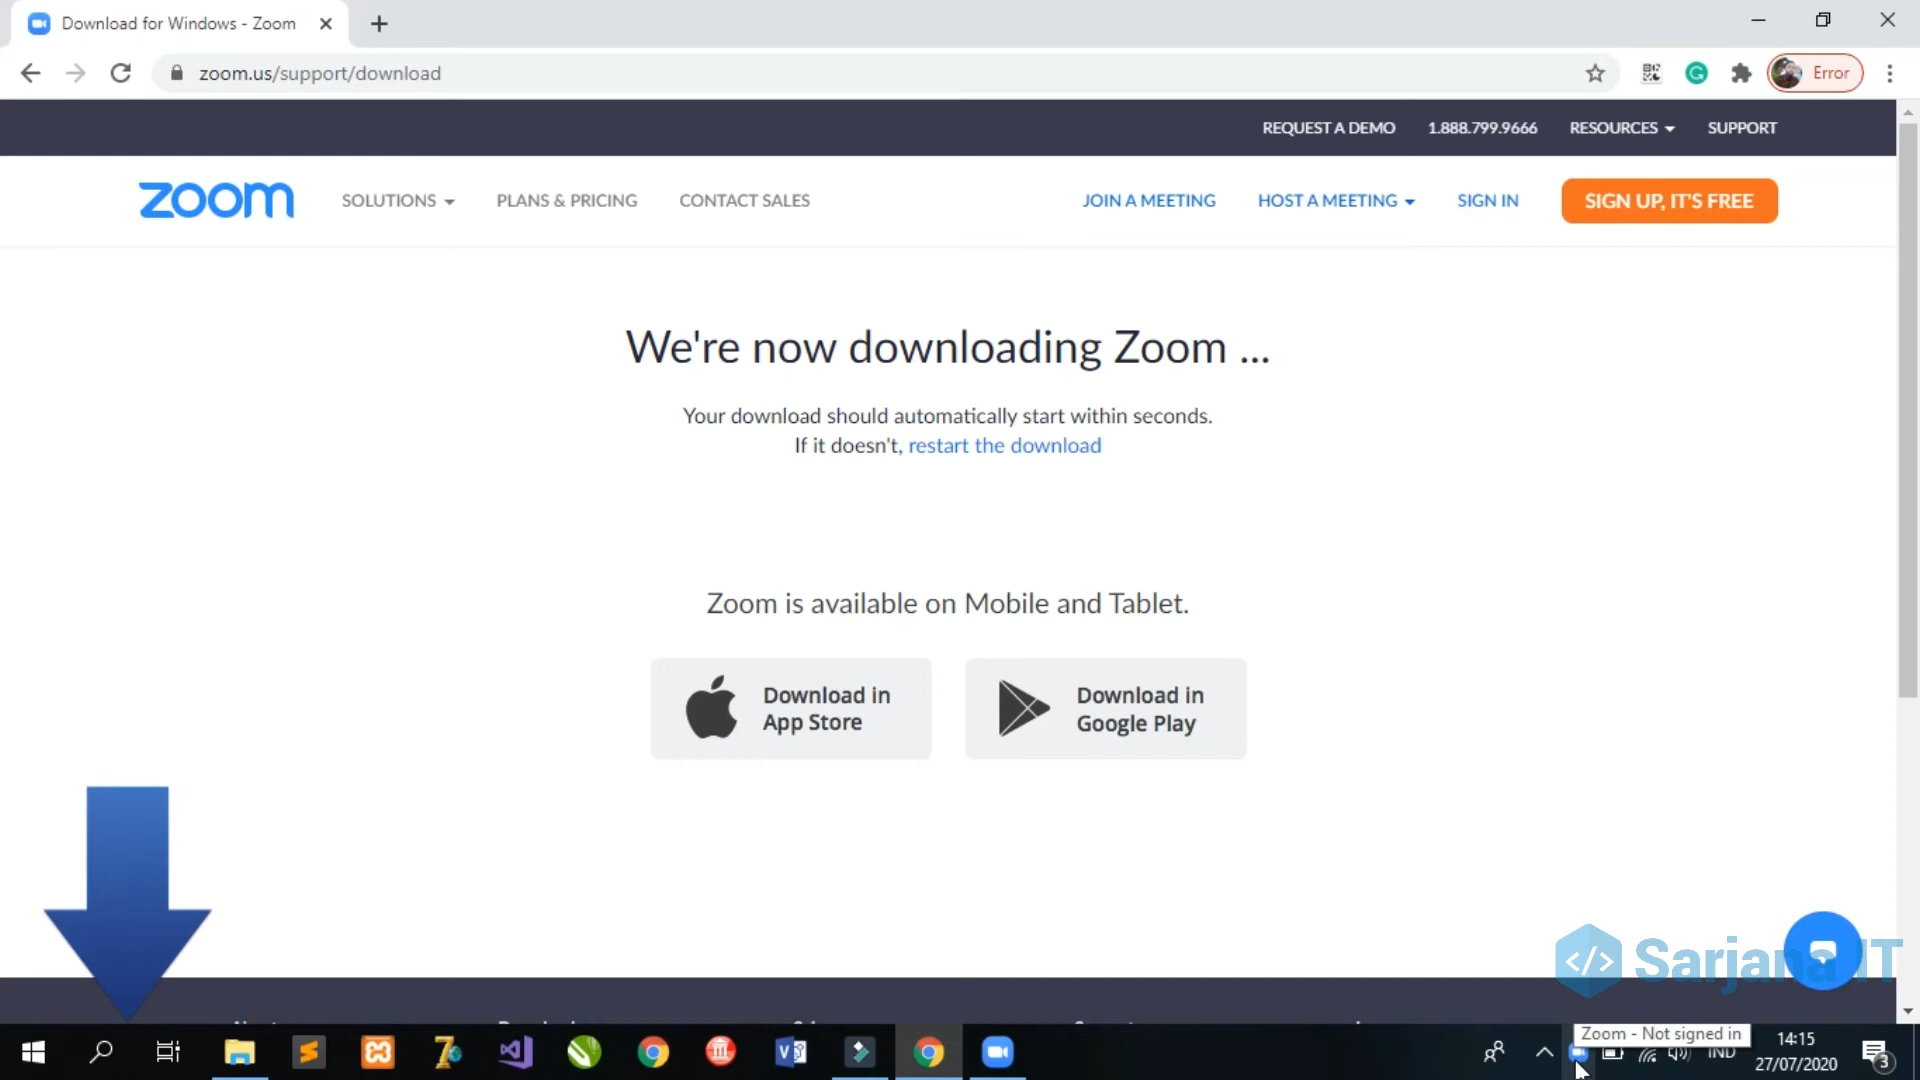 Download for Windows - Zoom
zoom.us/support/download
Error
REQUEST A DEMO 1.888.799.9666 RESOURCES SUPPORT
zoom SOLUTIONS PLANS & PRICING CONTACT SALES JOIN A MEETING HOST A MEETING SIGN IN SIGN UP, IT'S FREE
We're now downloading Zoom ...
Your download should automatically start within seconds.
If it doesn't, restart the download
Zoom is available on Mobile and Tablet.
Download in
App Store
Download in
Google Play
</> Sarjana IT
Zoom - Not signed in
IND
14:15
27/07/2020
3